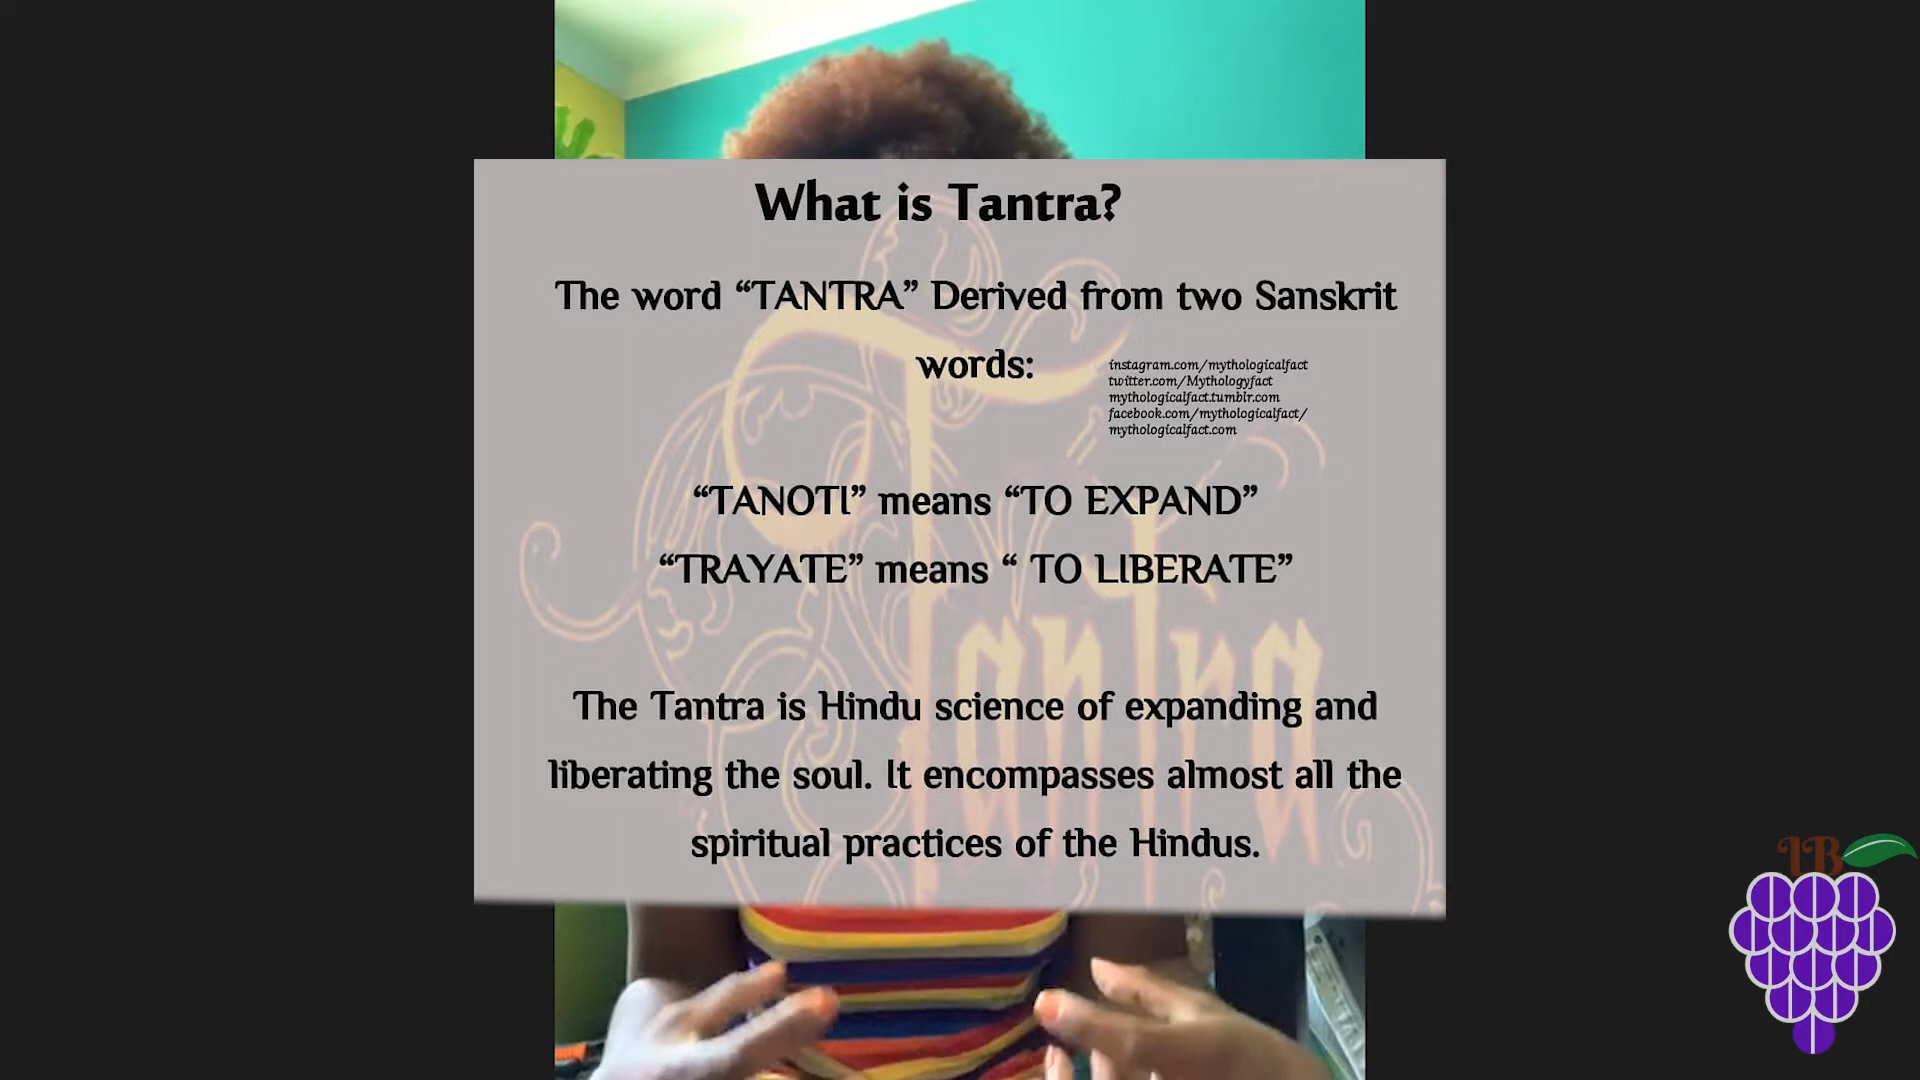 What is Tantra?
The word “TANTRA” Derived from two Sanskrit
words:
instagram.com/mythologicalfact
twitter.com/Mythologyfact
mythologicalfact.tumblr.com
facebook.com/mythologicalfact/
mythologicalfact.com
“TANOTI” means “TO EXPAND”
“TRAYATE” means “ TO LIBERATE”
Tantra
The Tantra is Hindu science of expanding and
liberating the soul. It encompasses almost all the
spiritual practices of the Hindus.
IB